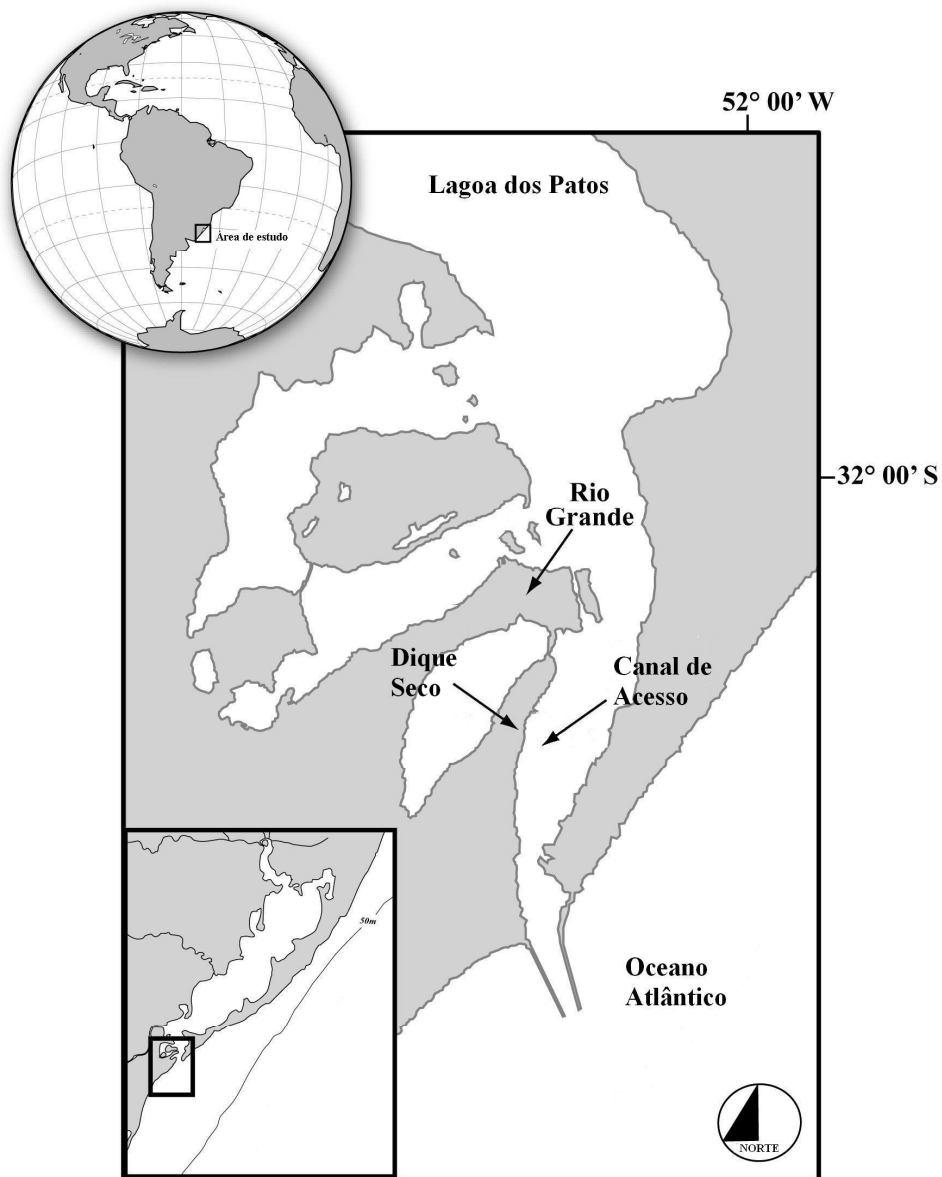 52° 00’ W
Lagoa dos Patos
Área de estudo
32° 00’ S
Rio
Grande
Dique
Seco
Canal de
Acesso
50m
Oceano
Atlântico
NORTE